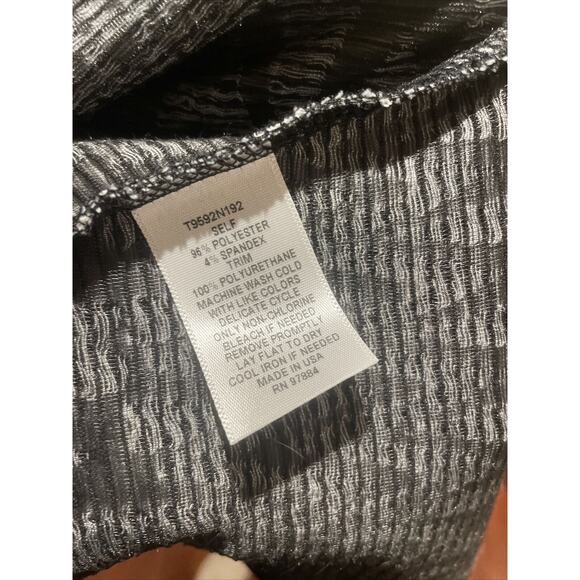 T9592N192
SELF
96% POLYESTER
4% SPANDEX
TRIM
100% POLYURETHANE
MACHINE WASH COLD
WITH LIKE COLORS
DELICATE CYCLE
ONLY NON-CHLORINE
BLEACH IF NEEDED
REMOVE PROMPTLY
LAY FLAT TO DRY
COOL IRON IF NEEDED
MADE IN USA
RN 97884